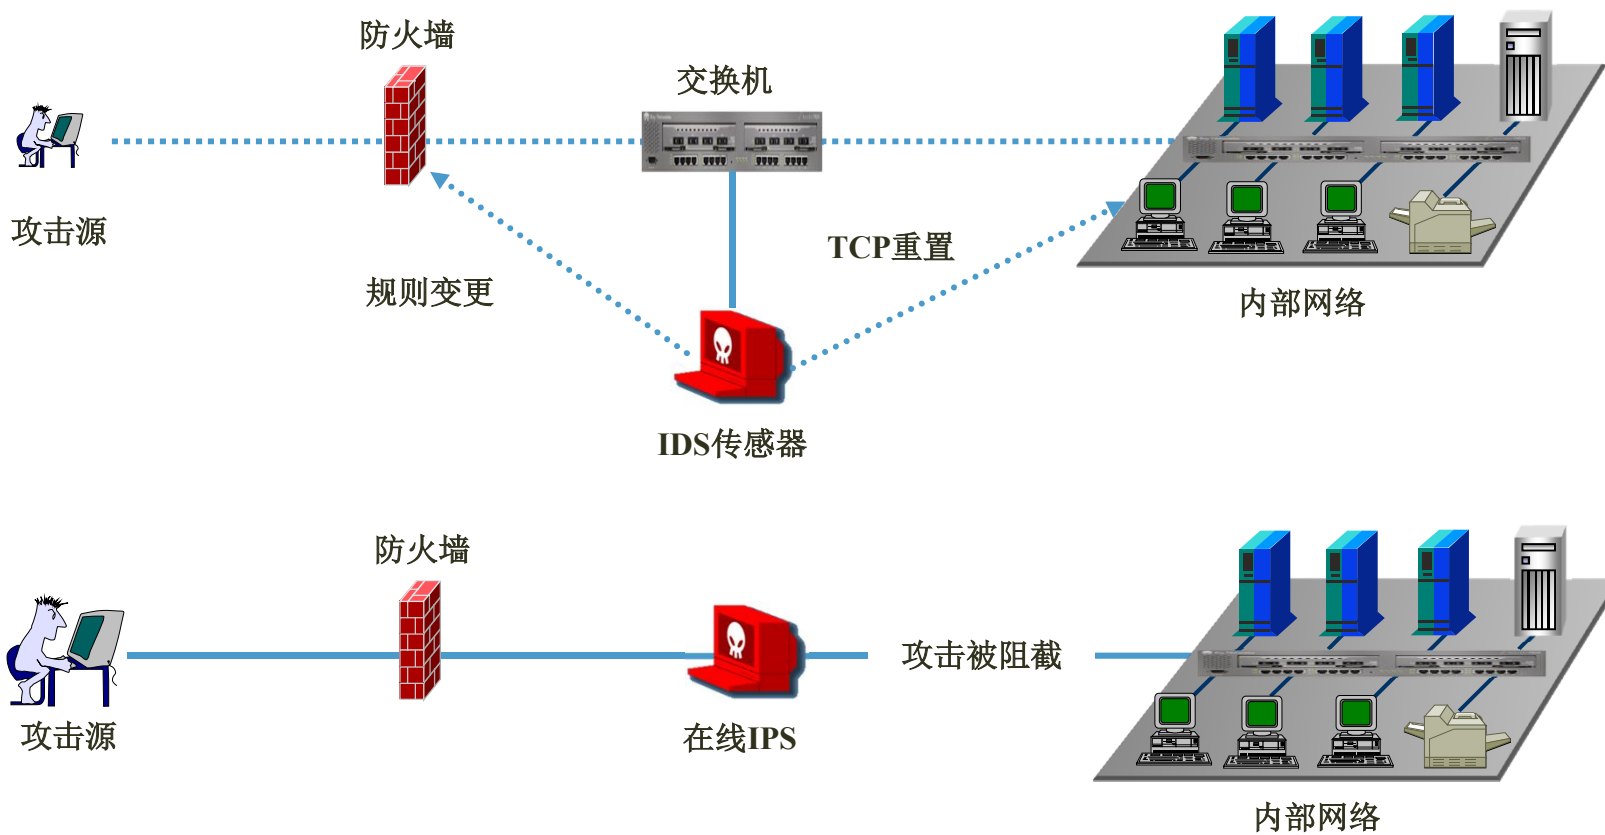 防火墙
交换机
攻击源
TCP重置
规则变更
内部网络
IDS传感器
防火墙
攻击被阻截
攻击源
在线IPS
内部网络